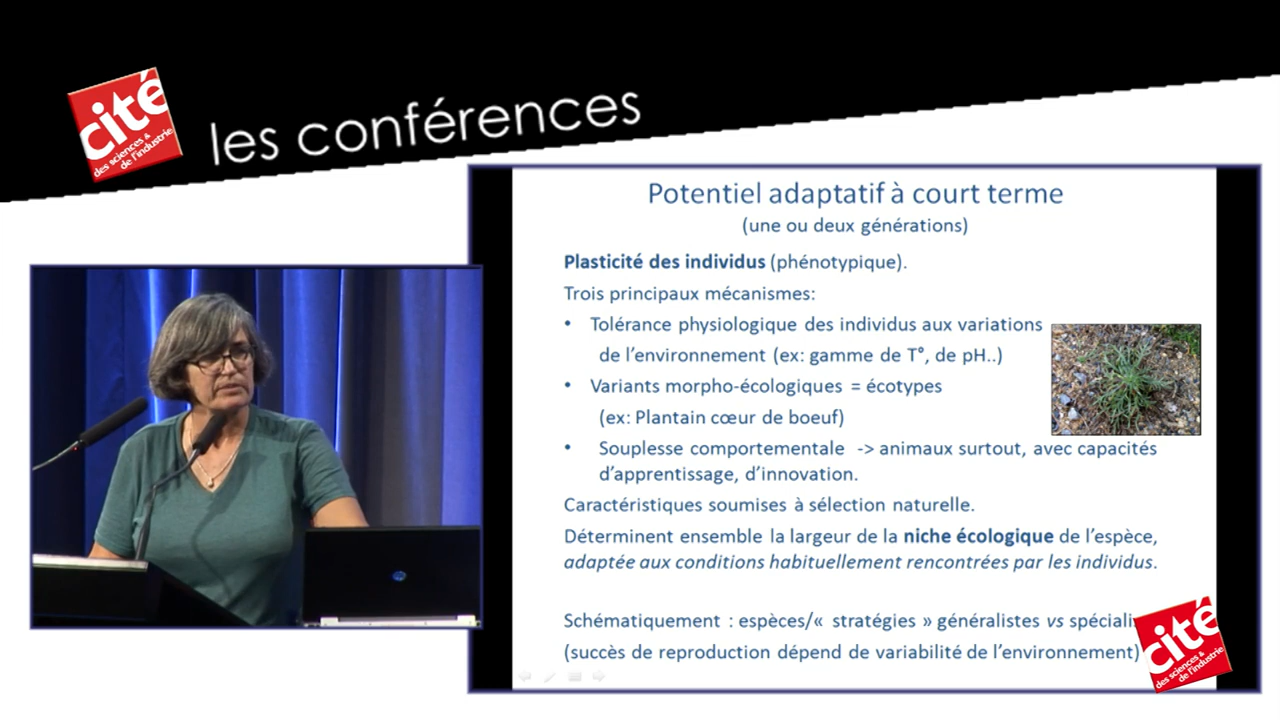 cité
des sciences &
de l'industrie
les conférences
Potentiel adaptatif à court terme
(une ou deux générations)
Plasticité des individus (phénotypique).
Trois principaux mécanismes:
• Tolérance physiologique des individus aux variations
de l'environnement (ex: gamme de T°, de pH..)
• Variants morpho-écologiques = écotypes
(ex: Plantain cœur de boeuf)
• Souplesse comportementale -> animaux surtout, avec capacités
d'apprentissage, d'innovation.
Caractéristiques soumises à sélection naturelle.
Déterminent ensemble la largeur de la niche écologique de l'espèce,
adaptée aux conditions habituellement rencontrées par les individus.
Schématiquement : espèces/« stratégies » généralistes vs spéciali
(succès de reproduction dépend de variabilité de l'environnement)
cité
des sciences &
de l'industrie